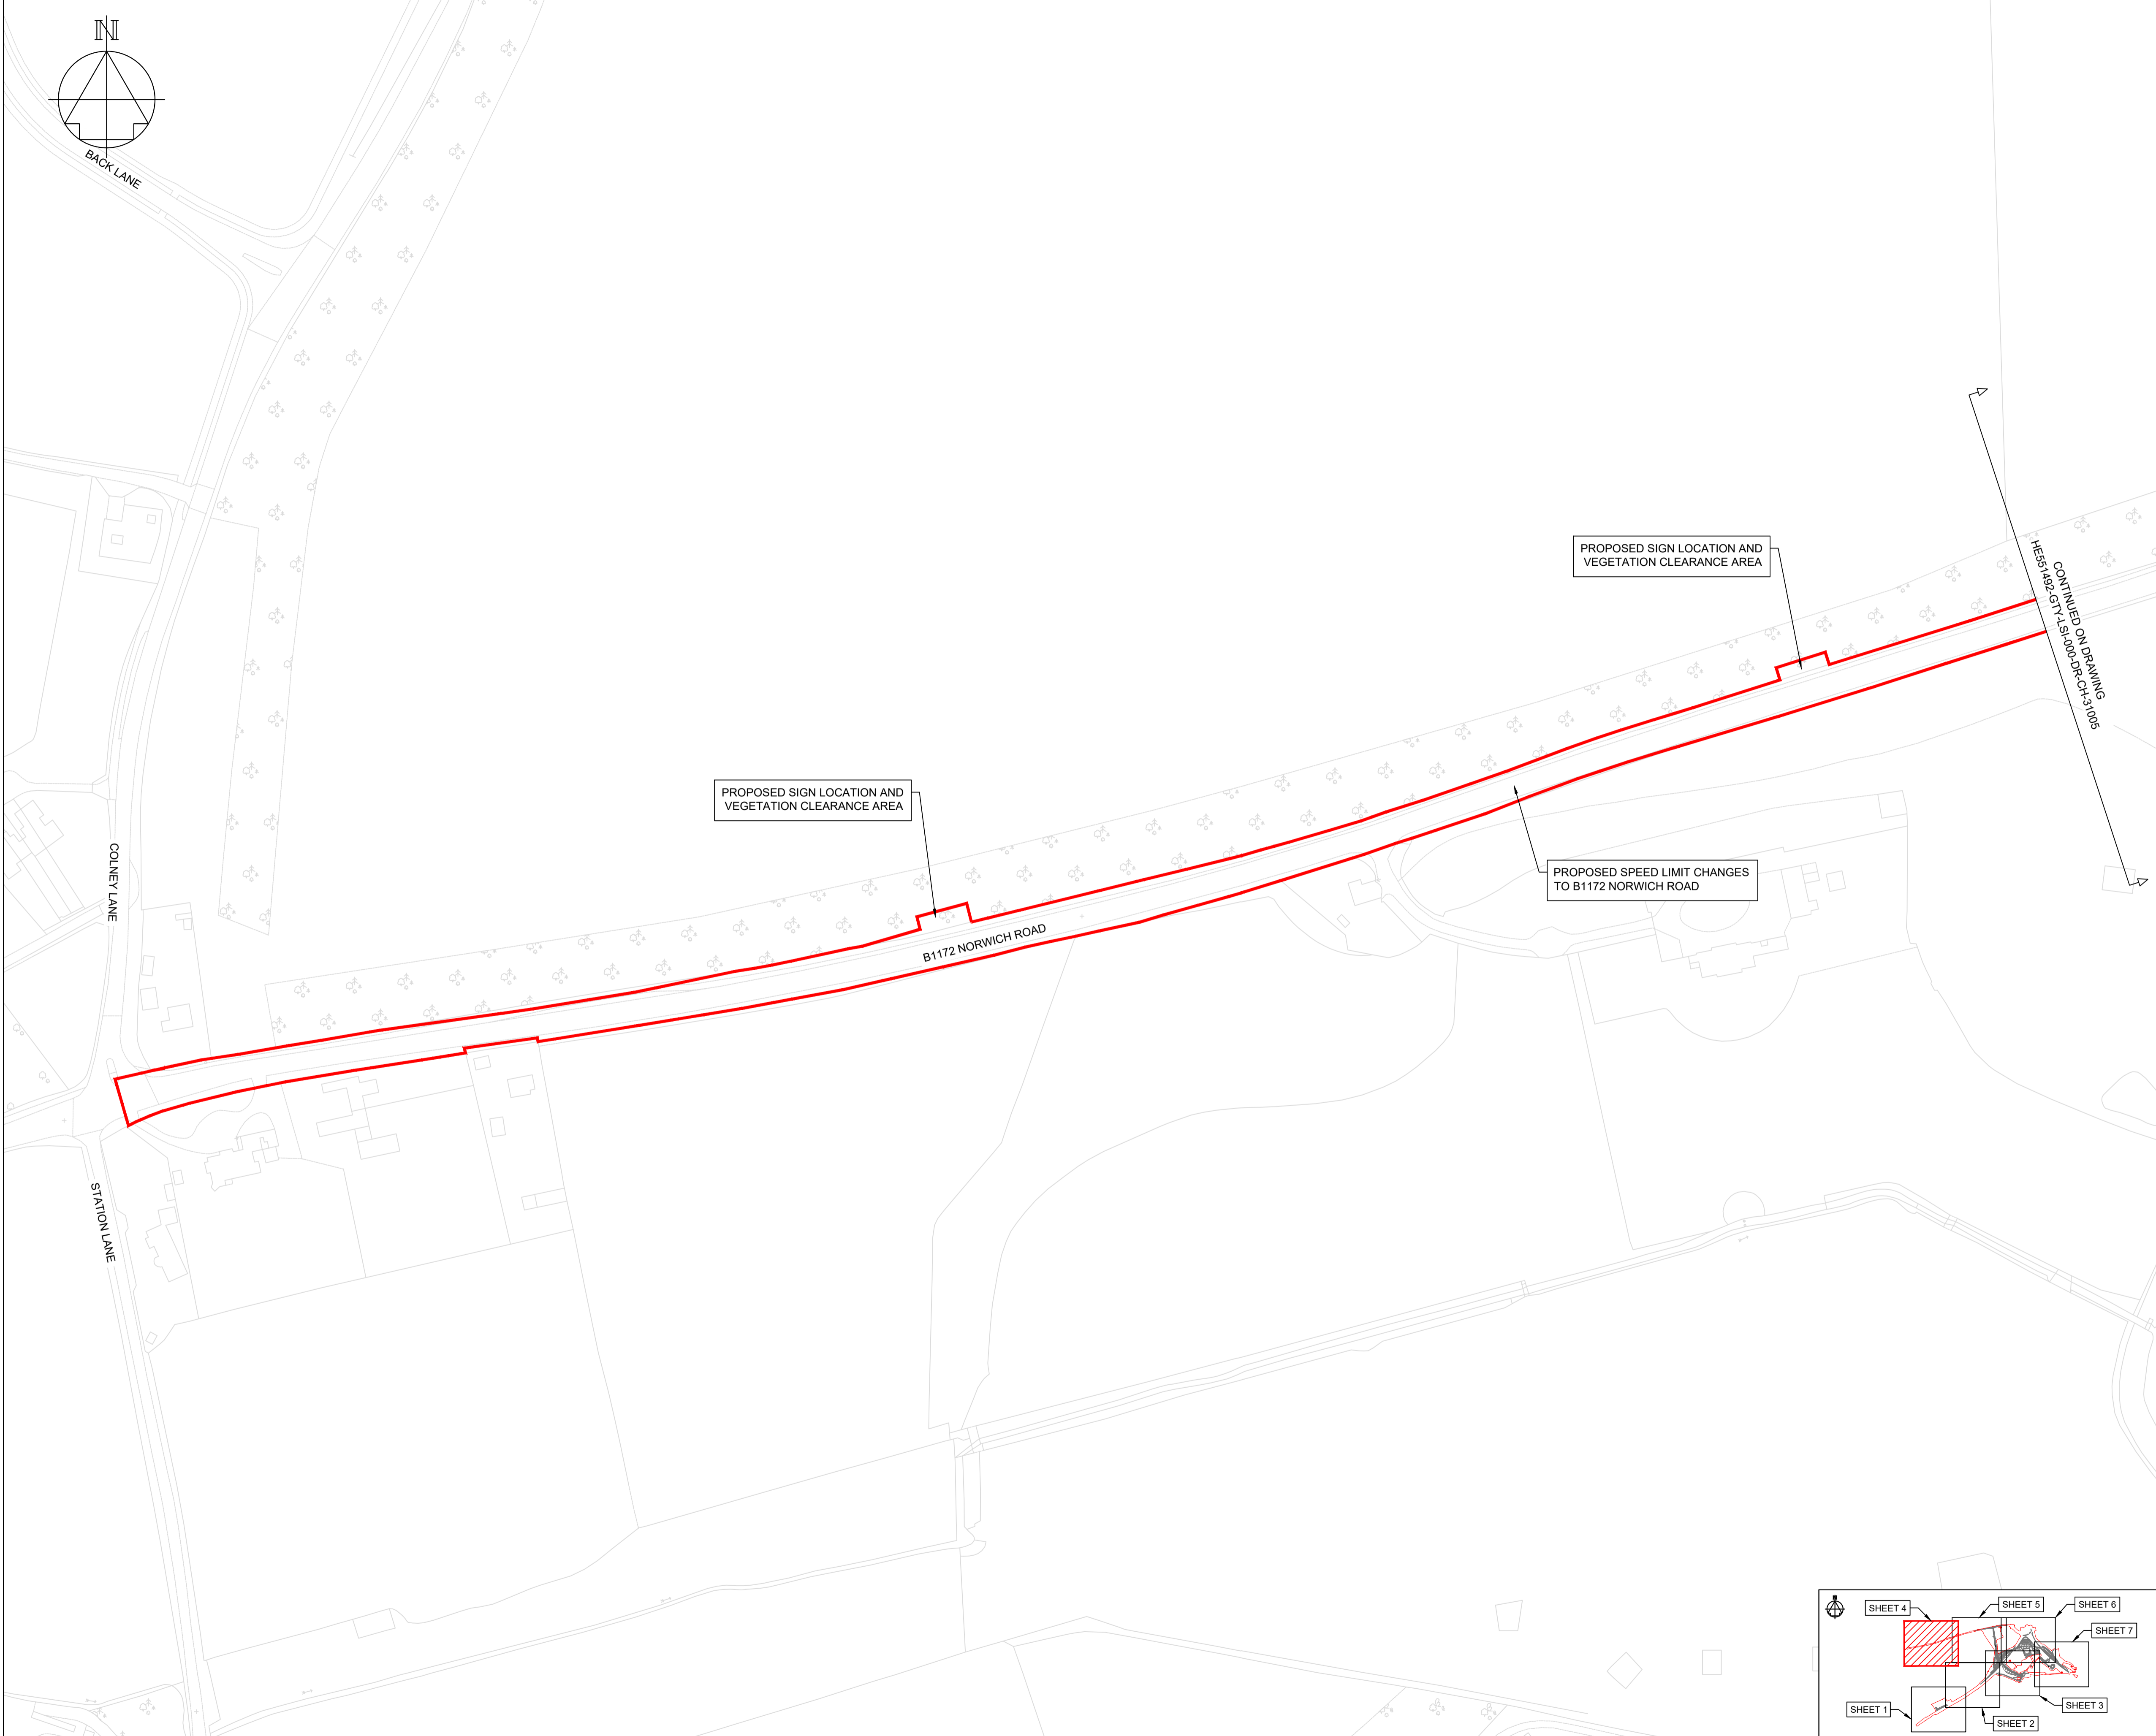 N
BACK LANE
PROPOSED SIGN LOCATION AND
VEGETATION CLEARANCE AREA
CONTINUED ON DRAWING
HE551492-GTY-LSI-000-DR-CH-31005
PROPOSED SIGN LOCATION AND
VEGETATION CLEARANCE AREA
COLNEY LANE
PROPOSED SPEED LIMIT CHANGES
TO B1172 NORWICH ROAD
B1172 NORWICH ROAD
STATION LANE
SHEET 4
SHEET 5
SHEET 6
SHEET 7
SHEET 1
SHEET 3
SHEET 2